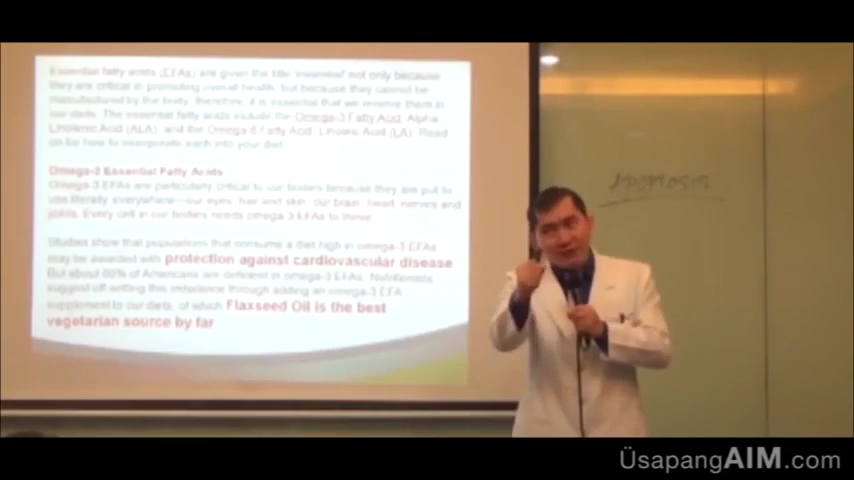 Essential fatty acids (EFAs) are given the title 'essential' not only because
they are critical in promoting overall health, but because they cannot be
manufactured by the body, therefore, it is essential that we receive them in
our diets. The essential fatty acids include the Omega-3 Fatty Acid, Alpha
Linolenic Acid (ALA), and the Omega-6 Fatty Acid, Linoleic Acid (LA). Read
on for how to incorporate each into your diet.
Omega-3 Essential Fatty Acids
Omega-3 EFAs are particularly critical to our bodies because they are put to
use literally everywhere—our eyes, hair and skin, our brain, heart, nerves and
joints. Every cell in our bodies needs omega-3 EFAs to thrive.
Studies show that populations that consume a diet high in omega-3 EFAs
may be awarded with protection against cardiovascular disease
But about of Americans are deficient in omega-3 EFAs. Nutritionists
suggest off-setting this imbalance through adding an omega-3 EFA
supplement to our diets, of which Flaxseed Oil is the best
vegetarian source by far
ÜsapangAIM.com